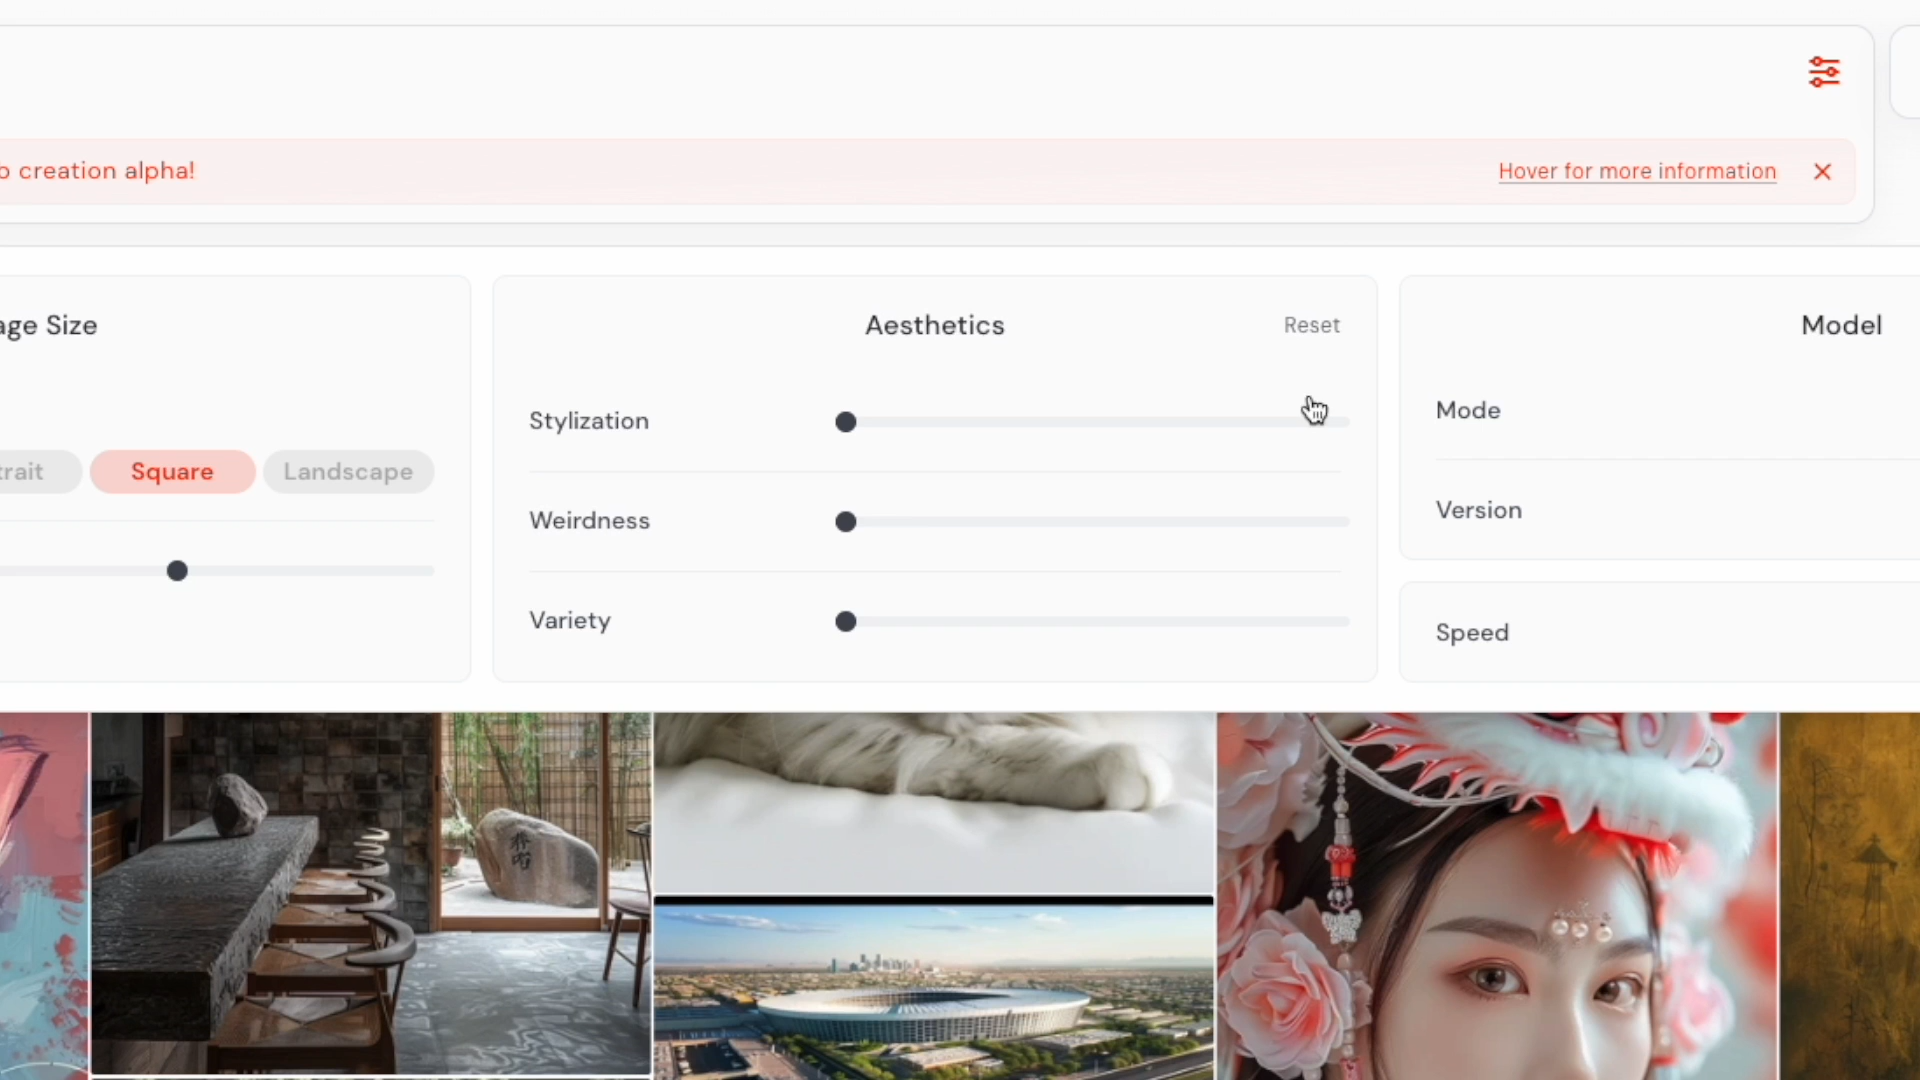 o creation alpha!
Hover for more information
age Size
trait
Square
Landscape
Aesthetics
Reset
Stylization
Weirdness
Variety
Model
Mode
Version
Speed